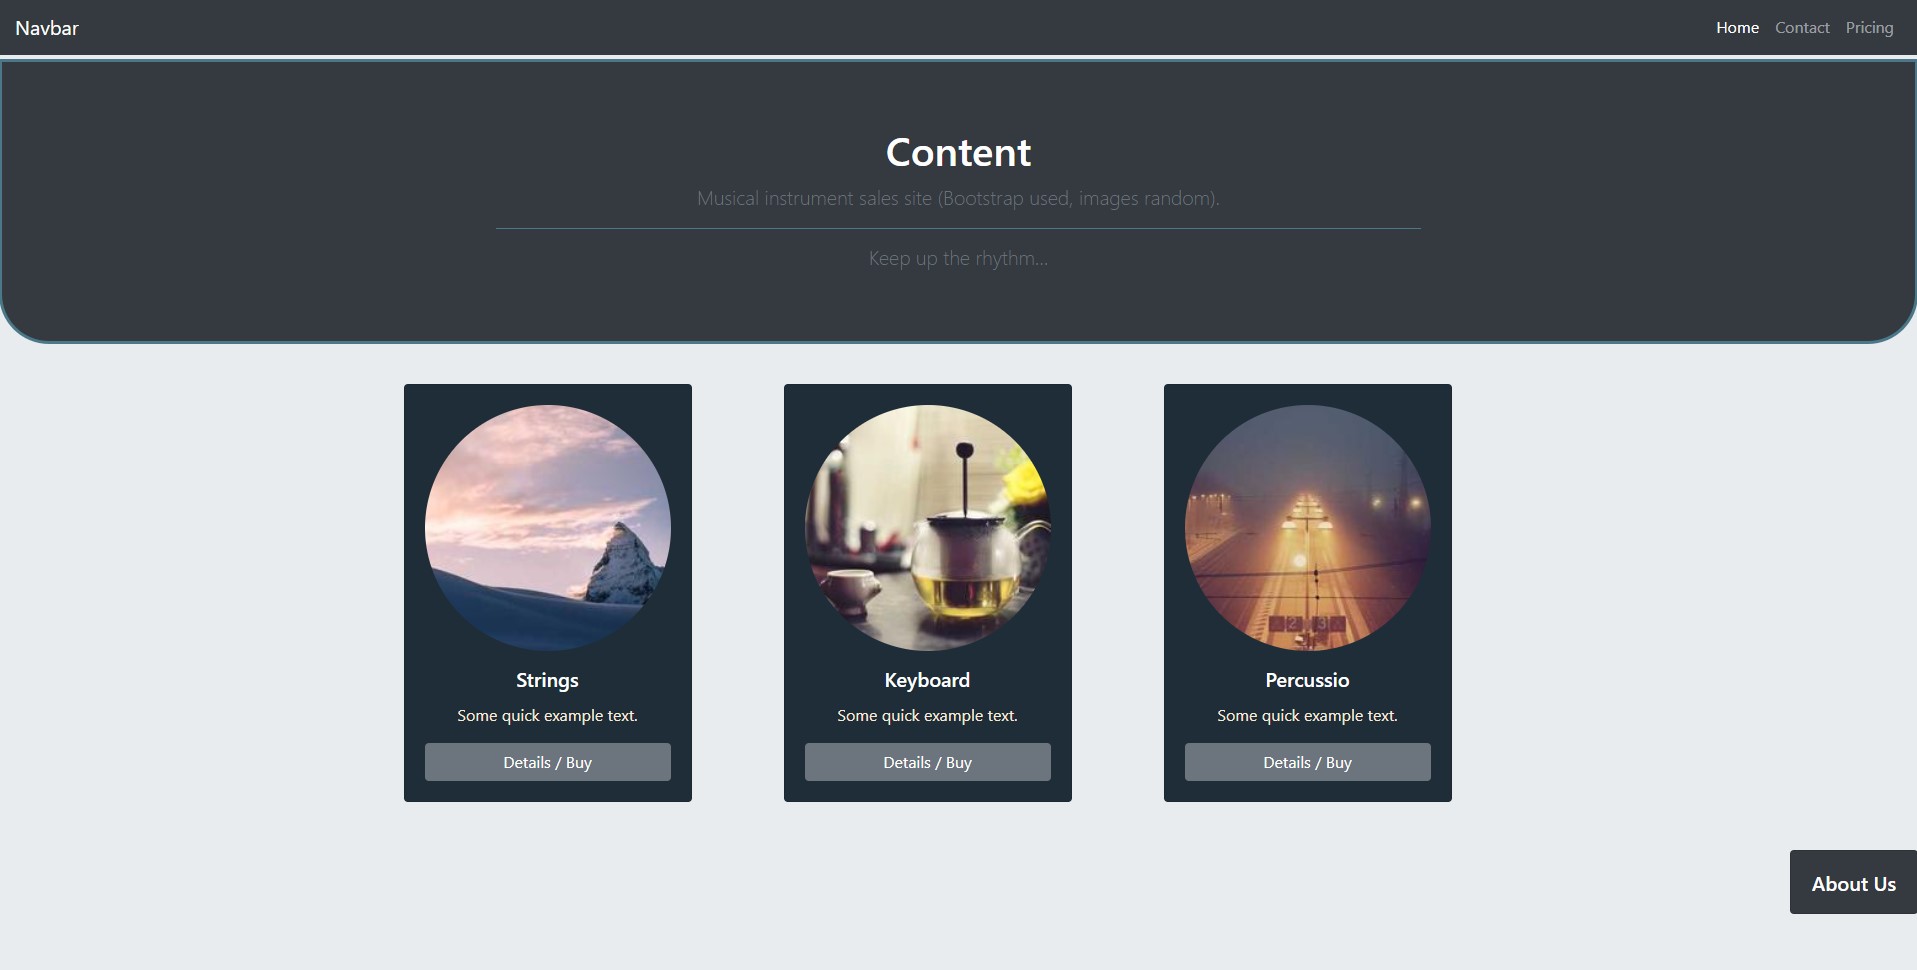 Navbar
Home Contact Pricing
Content
Musical instrument sales site (Bootstrap used, images random).
Keep up the rhythm...
Strings
Some quick example text.
Details / Buy
Keyboard
Some quick example text.
Details / Buy
2 3
Percussio
Some quick example text.
Details / Buy
About Us